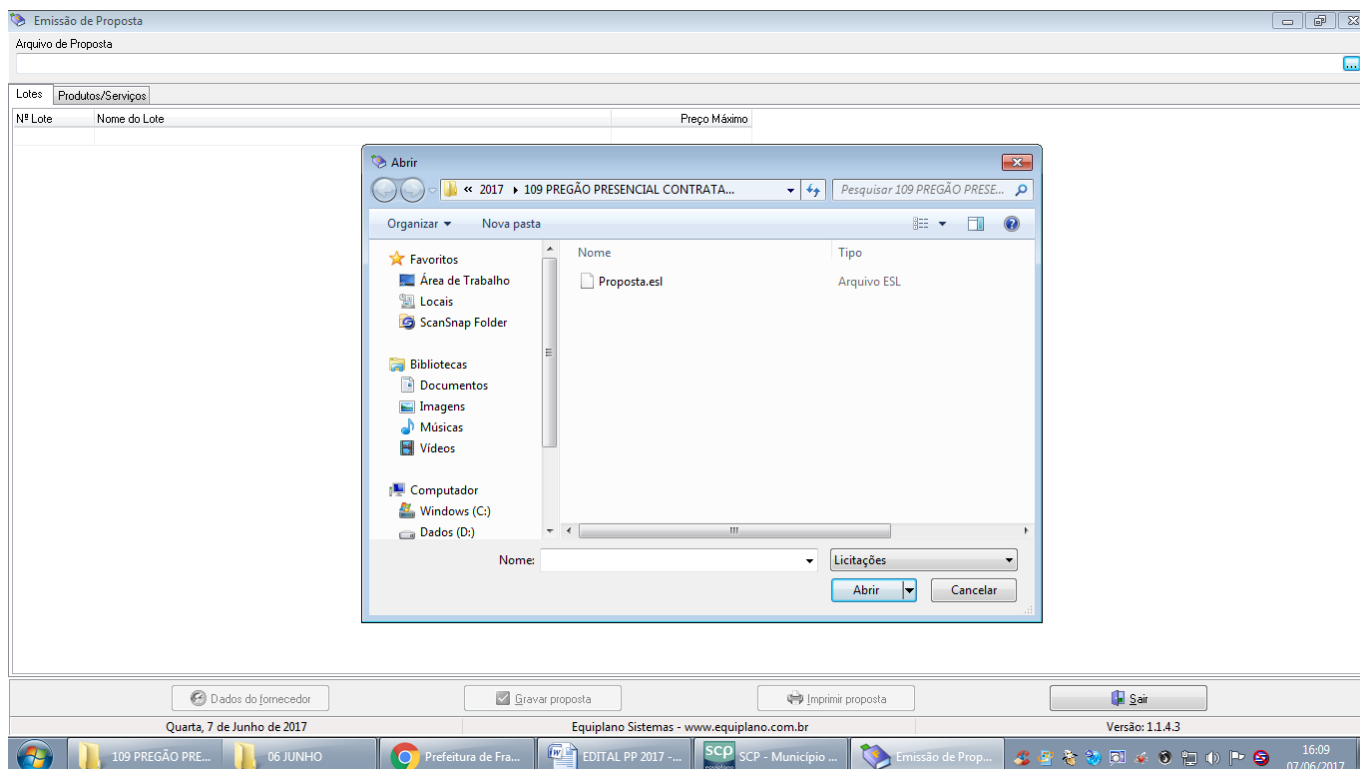 Emissão de Proposta
Arquivo de Proposta
...
Lotes Produtos/Serviços
Nº Lote Nome do Lote Preço Máximo
Abrir
« 2017 109 PREGÃO PRESENCIAL CONTRATA... Pesquisar 109 PREGÃO PRESE...
Organizar Nova pasta
Nome Tipo
Proposta.esl Arquivo ESL
Favoritos
Área de Trabalho
Locais
ScanSnap Folder
Bibliotecas
Documentos
Imagens
Músicas
Vídeos
Computador
Windows (C:)
Dados (D:)
Nome: Licitações
Abrir Cancelar
Dados do fornecedor Gravar proposta Imprimir proposta Sair
Quarta, 7 de Junho de 2017 Equiplano Sistemas - www.equiplano.com.br Versão: 1.1.4.3
109 PREGÃO PRE... 06 JUNHO Prefeitura de Fra... EDITAL PP 2017 -... SCP SCP - Município ... Emissão de Prop... 16:09
07/06/2017